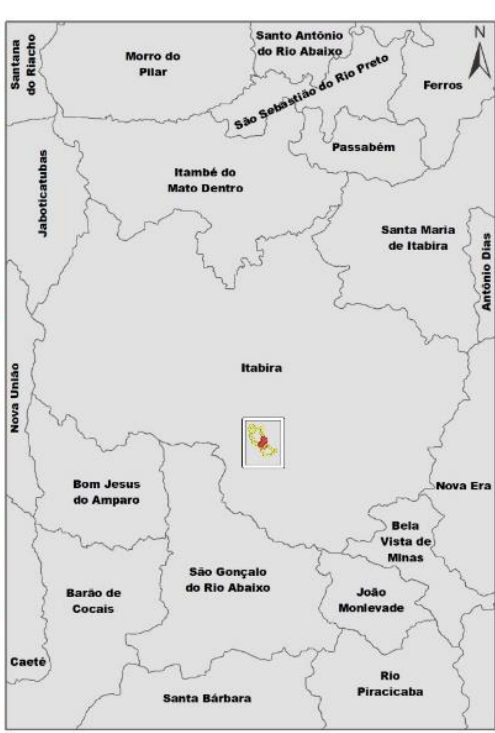 N
Santo Antônio
do Rio Abaixo
Santana
do Riacho
Morro do
Pilar
São Sebastião do Rio Preto
Ferros
Passabém
Itambé do
Mato Dentro
Jaboticatubas
Santa Maria
de Itabira
Antônio Dias
Itabira
Nova União
Bom Jesus
do Amparo
Nova Era
Bela
Vista de
Minas
São Gonçalo
do Rio Abaixo
Barão de
Cocais
João
Monlevade
Caeté
Santa Bárbara
Rio
Piracicaba